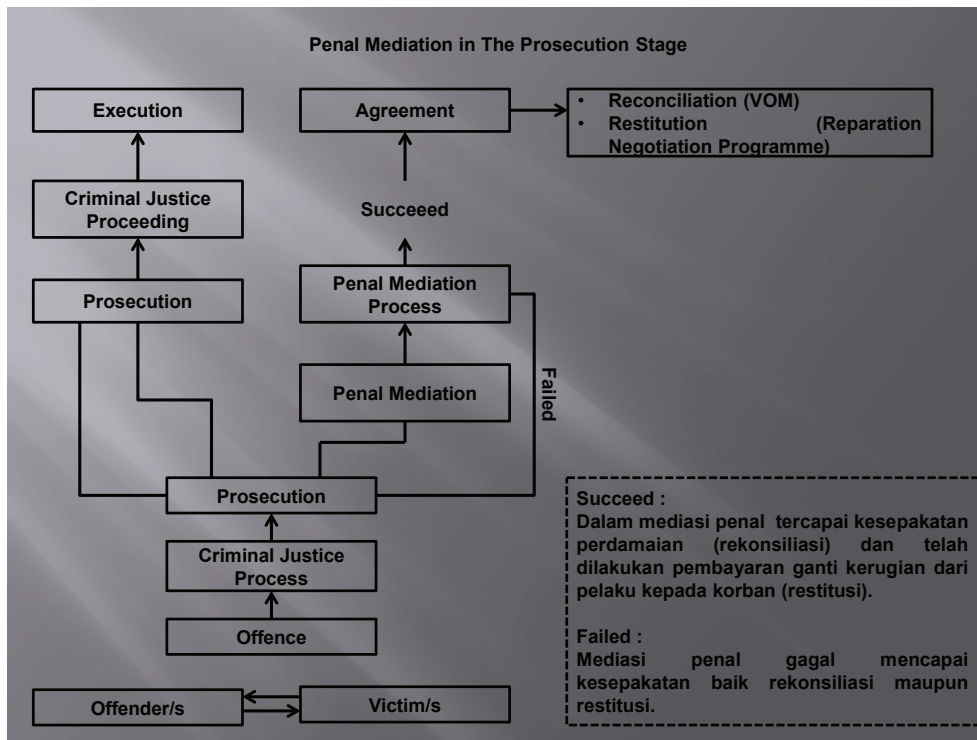 Penal Mediation in The Prosecution Stage
Execution
Agreement
• Reconciliation (VOM)
• Restitution (Reparation
Negotiation Programme)
Criminal Justice
Proceeding
Succeeed
Prosecution
Penal Mediation
Process
Penal Mediation
Failed
Prosecution
Criminal Justice
Process
Offence
Offender/s
Victim/s
Succeed :
Dalam mediasi penal tercapai kesepakatan
perdamaian (rekonsiliasi) dan telah
dilakukan pembayaran ganti kerugian dari
pelaku kepada korban (restitusi).
Failed :
Mediasi penal gagal mencapai
kesepakatan baik rekonsiliasi maupun
restitusi.